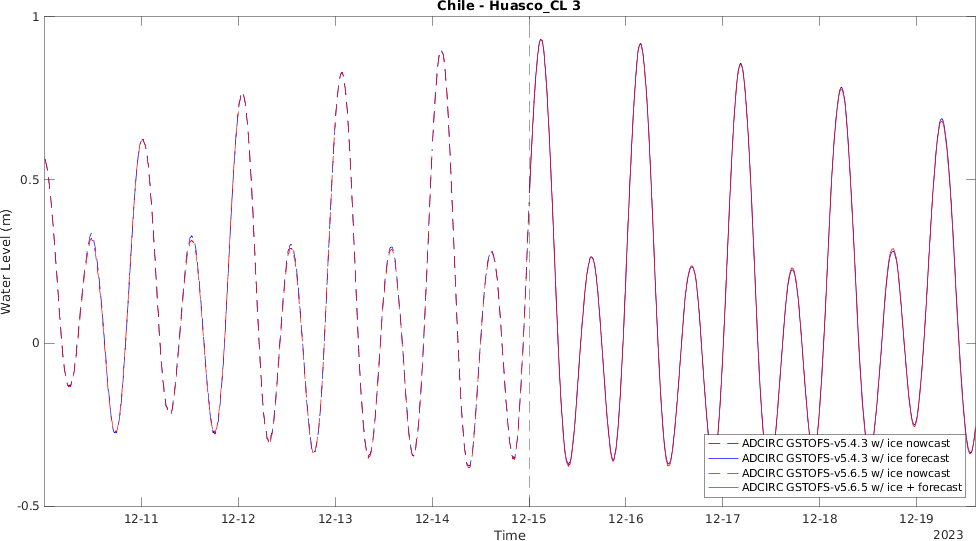 Chile - Huasco_CL 3
1
0.5
0
-0.5
Water Level (m)
12-11 12-12 12-13 12-14 12-15 12-16 12-17 12-18 12-19
Time
2023
ADCIRC GSTOFS-v5.4.3 w/ ice nowcast
ADCIRC GSTOFS-v5.4.3 w/ ice forecast
ADCIRC GSTOFS-v5.6.5 w/ ice nowcast
ADCIRC GSTOFS-v5.6.5 w/ ice + forecast